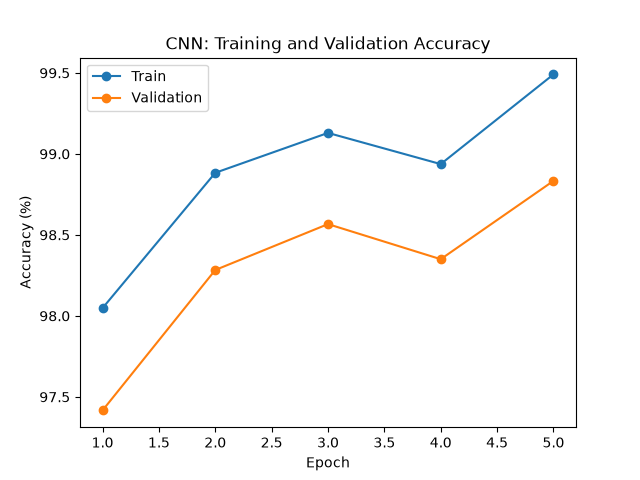 CNN: Training and Validation Accuracy
Train
Validation
Accuracy (%)
99.5
99.0
98.5
98.0
97.5
1.0 1.5 2.0 2.5 3.0 3.5 4.0 4.5 5.0
Epoch